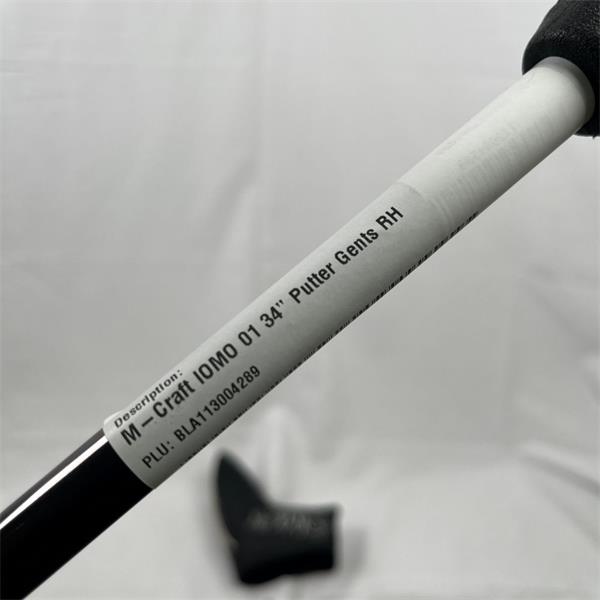 Description:
M-Craft IOMO 01 34" Putter Gents RH
PLU: BLA113004289